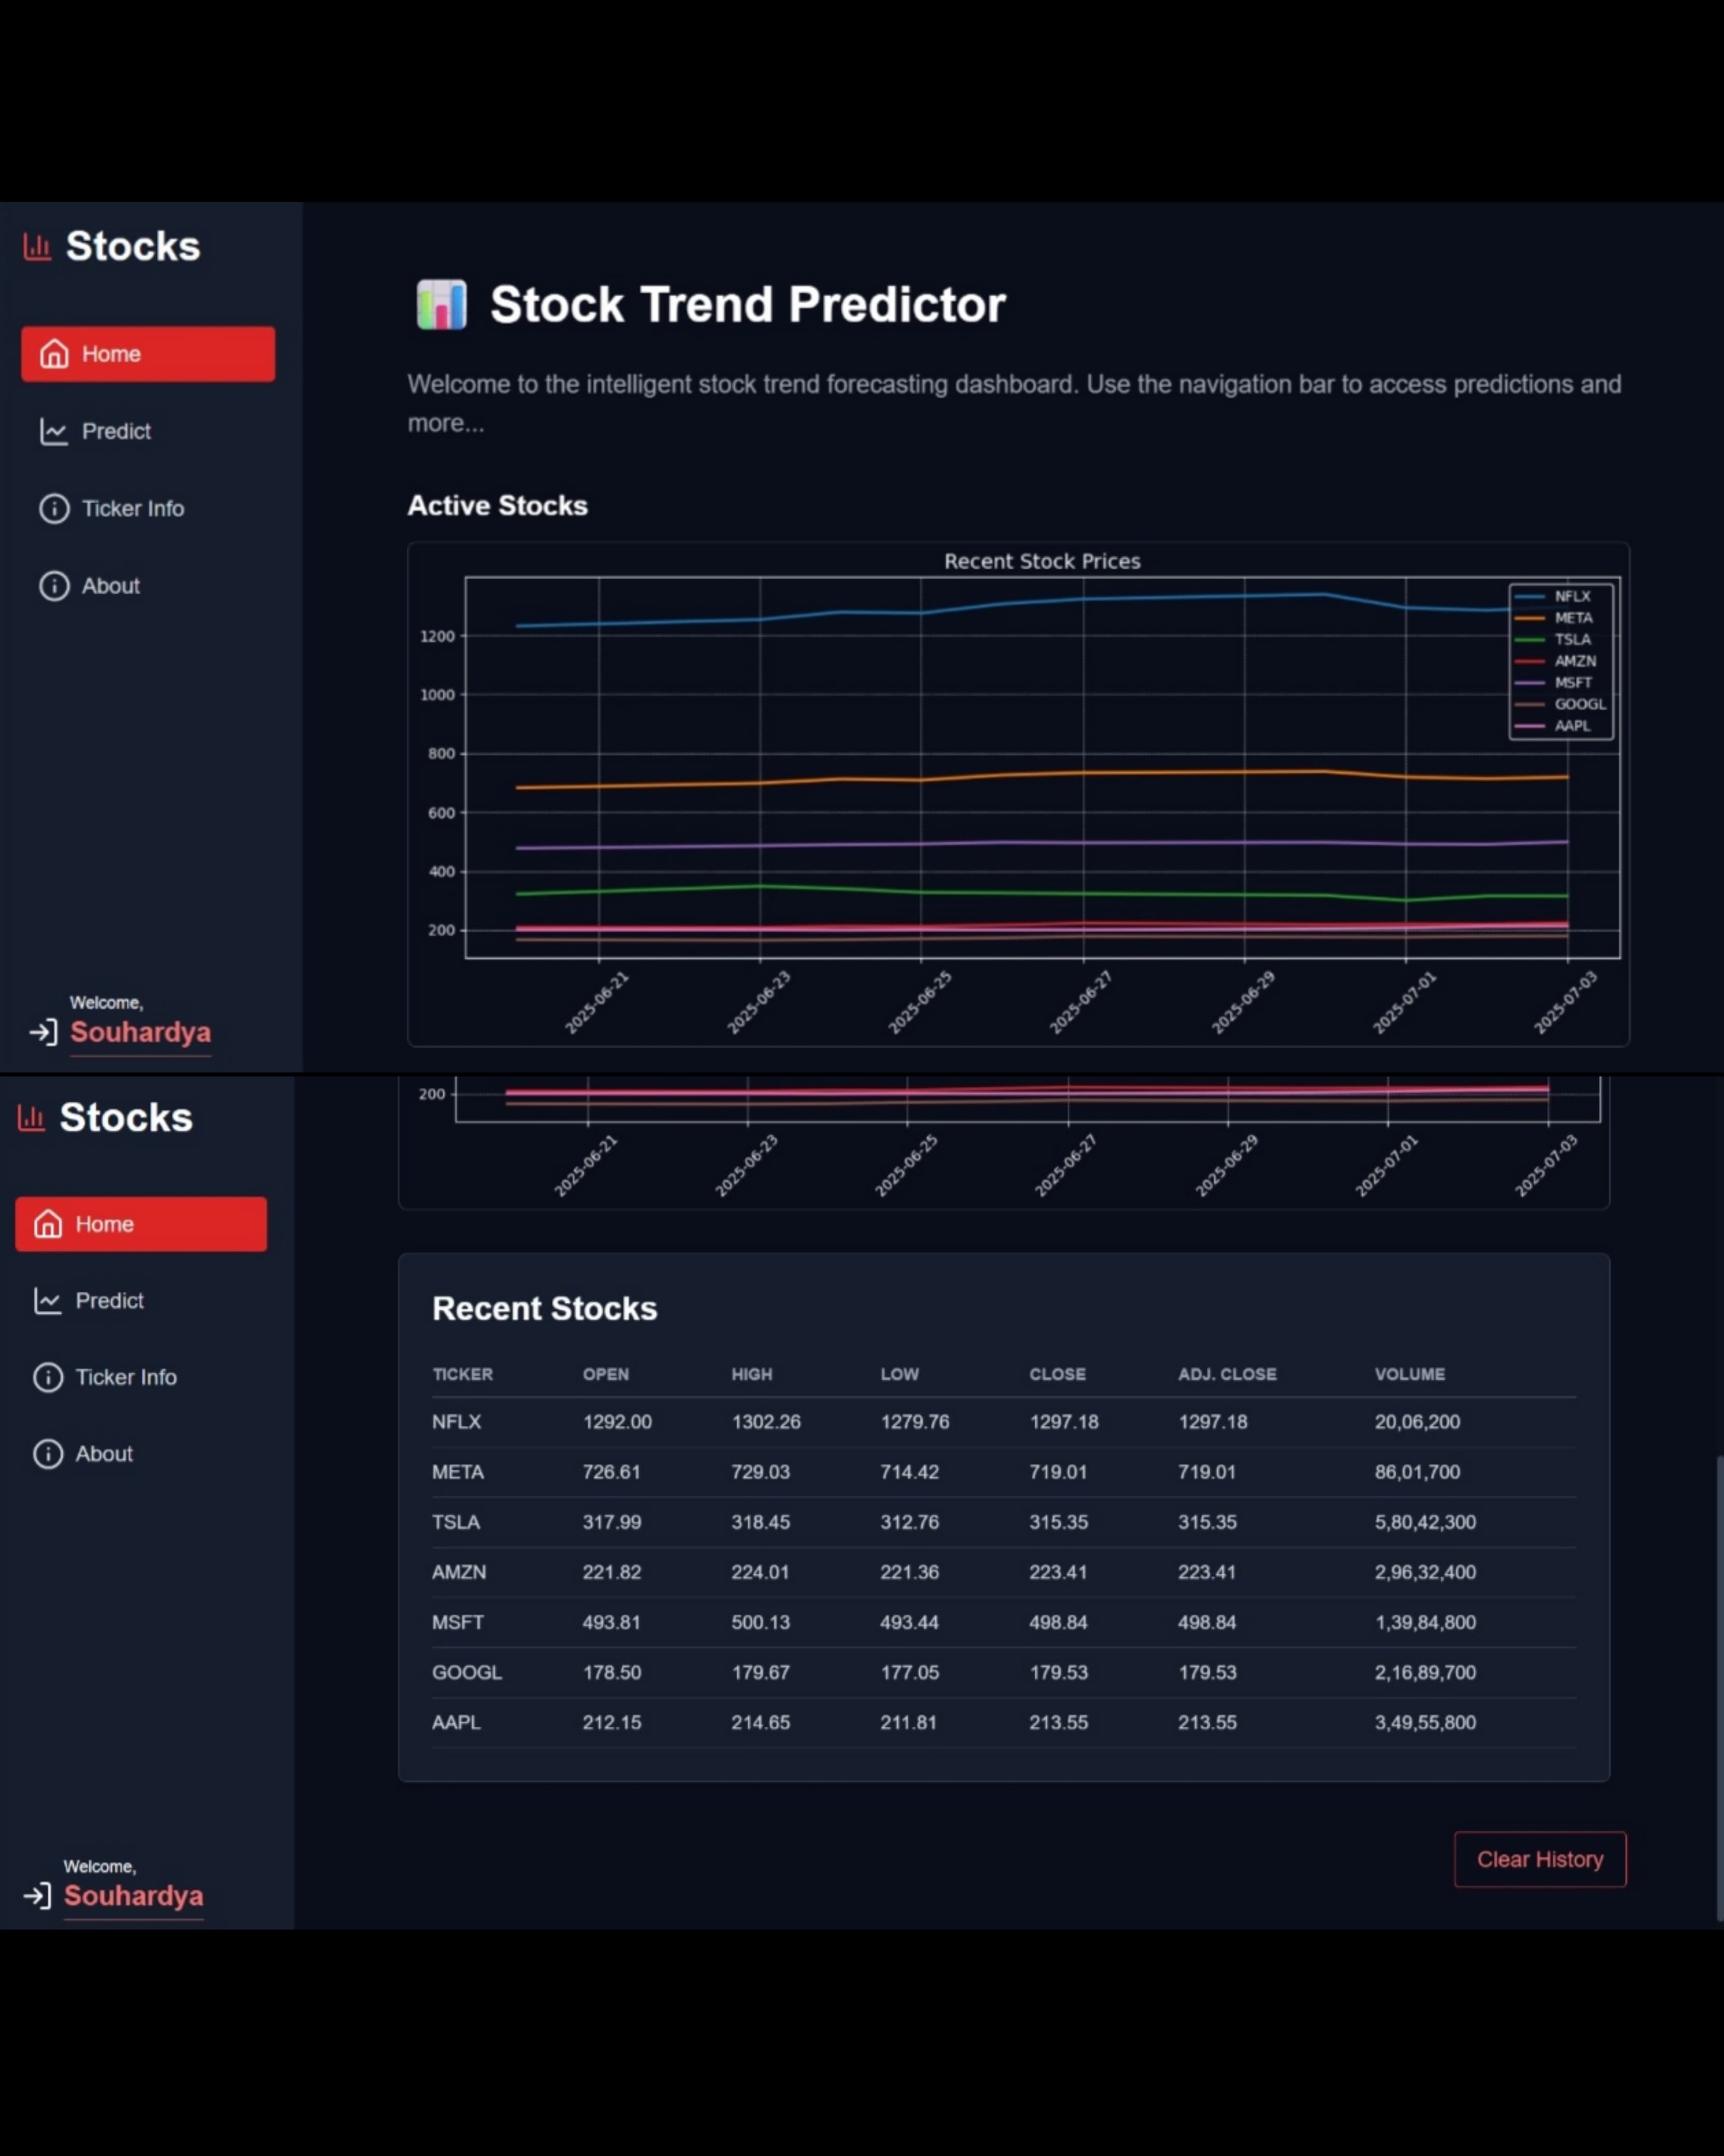 Stocks
Home
Predict
Ticker Info
About
Welcome,
Souhardya
Stock Trend Predictor
Welcome to the intelligent stock trend forecasting dashboard. Use the navigation bar to access predictions and
more...
Active Stocks
Recent Stock Prices
1200
1000
800
600
400
200
NFLX
META
TSLA
AMZN
MSFT
GOOGL
AAPL
2025-06-21
2025-06-23
2025-06-25
2025-06-27
2025-06-29
2025-07-01
2025-07-03
Stocks
Home
Predict
Ticker Info
About
Welcome,
Souhardya
200
2025-06-21
2025-06-23
2025-06-25
2025-06-27
2025-06-29
2025-07-01
2025-07-03
Recent Stocks
TICKER OPEN HIGH LOW CLOSE ADJ. CLOSE VOLUME
NFLX 1292.00 1302.26 1279.76 1297.18 1297.18 20,06,200
META 726.61 729.03 714.42 719.01 719.01 86,01,700
TSLA 317.99 318.45 312.76 315.35 315.35 5,80,42,300
AMZN 221.82 224.01 221.36 223.41 223.41 2,96,32,400
MSFT 493.81 500.13 493.44 498.84 498.84 1,39,84,800
GOOGL 178.50 179.67 177.05 179.53 179.53 2,16,89,700
AAPL 212.15 214.65 211.81 213.55 213.55 3,49,55,800
Clear History